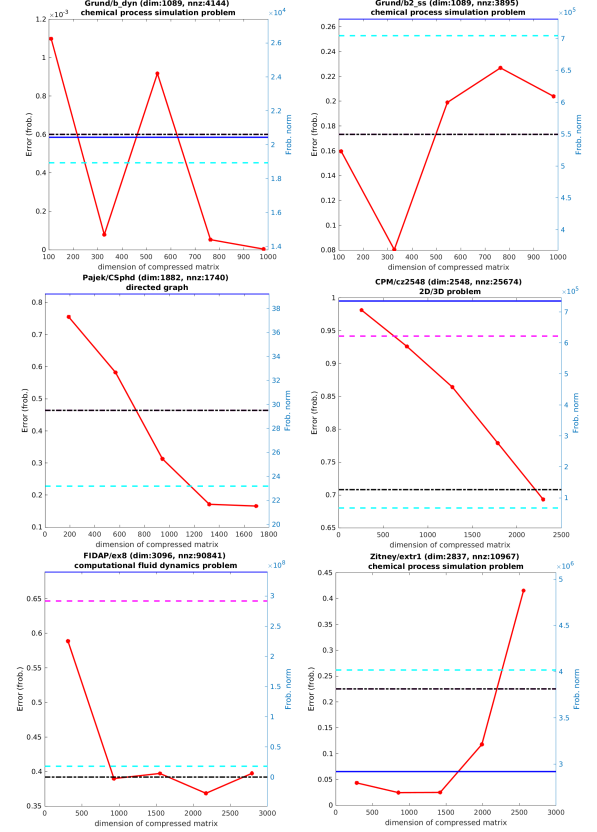 Grund/b_dyn (dim:1089, nnz:4144)
chemical process simulation problem
×10⁻³
×10⁴
1.2
1
0.8
0.6
0.4
0.2
0
Error (frob.)
2.6
2.4
2.2
2
1.8
1.6
1.4
Frob. norm
100 200 300 400 500 600 700 800 900 1000
dimension of compressed matrix
Grund/b2_ss (dim:1089, nnz:3895)
chemical process simulation problem
×10⁵
0.26
0.24
0.22
0.2
0.18
0.16
0.14
0.12
0.1
0.08
Error (frob.)
7
6.5
6
5.5
5
4.5
4
Frob. norm
100 200 300 400 500 600 700 800 900 1000
dimension of compressed matrix
Pajek/CSphd (dim:1882, nnz:1740)
directed graph
0.8
0.7
0.6
0.5
0.4
0.3
0.2
0.1
Error (frob.)
38
36
34
32
30
28
26
24
22
20
Frob. norm
0 200 400 600 800 1000 1200 1400 1600 1800
dimension of compressed matrix
CPM/cz2548 (dim:2548, nnz:25674)
2D/3D problem
×10⁵
1
0.95
0.9
0.85
0.8
0.75
0.7
0.65
Error (frob.)
7
6
5
4
3
2
1
Frob. norm
0 500 1000 1500 2000 2500
dimension of compressed matrix
FIDAP/ex8 (dim:3096, nnz:90841)
computational fluid dynamics problem
×10⁸
0.65
0.6
0.55
0.5
0.45
0.4
0.35
Error (frob.)
3
2.5
2
1.5
1
0.5
0
Frob. norm
0 500 1000 1500 2000 2500 3000
dimension of compressed matrix
Zitney/extr1 (dim:2837, nnz:10967)
chemical process simulation problem
×10⁶
0.45
0.4
0.35
0.3
0.25
0.2
0.15
0.1
0.05
0
Error (frob.)
5
4.5
4
3.5
3
Frob. norm
0 500 1000 1500 2000 2500 3000
dimension of compressed matrix